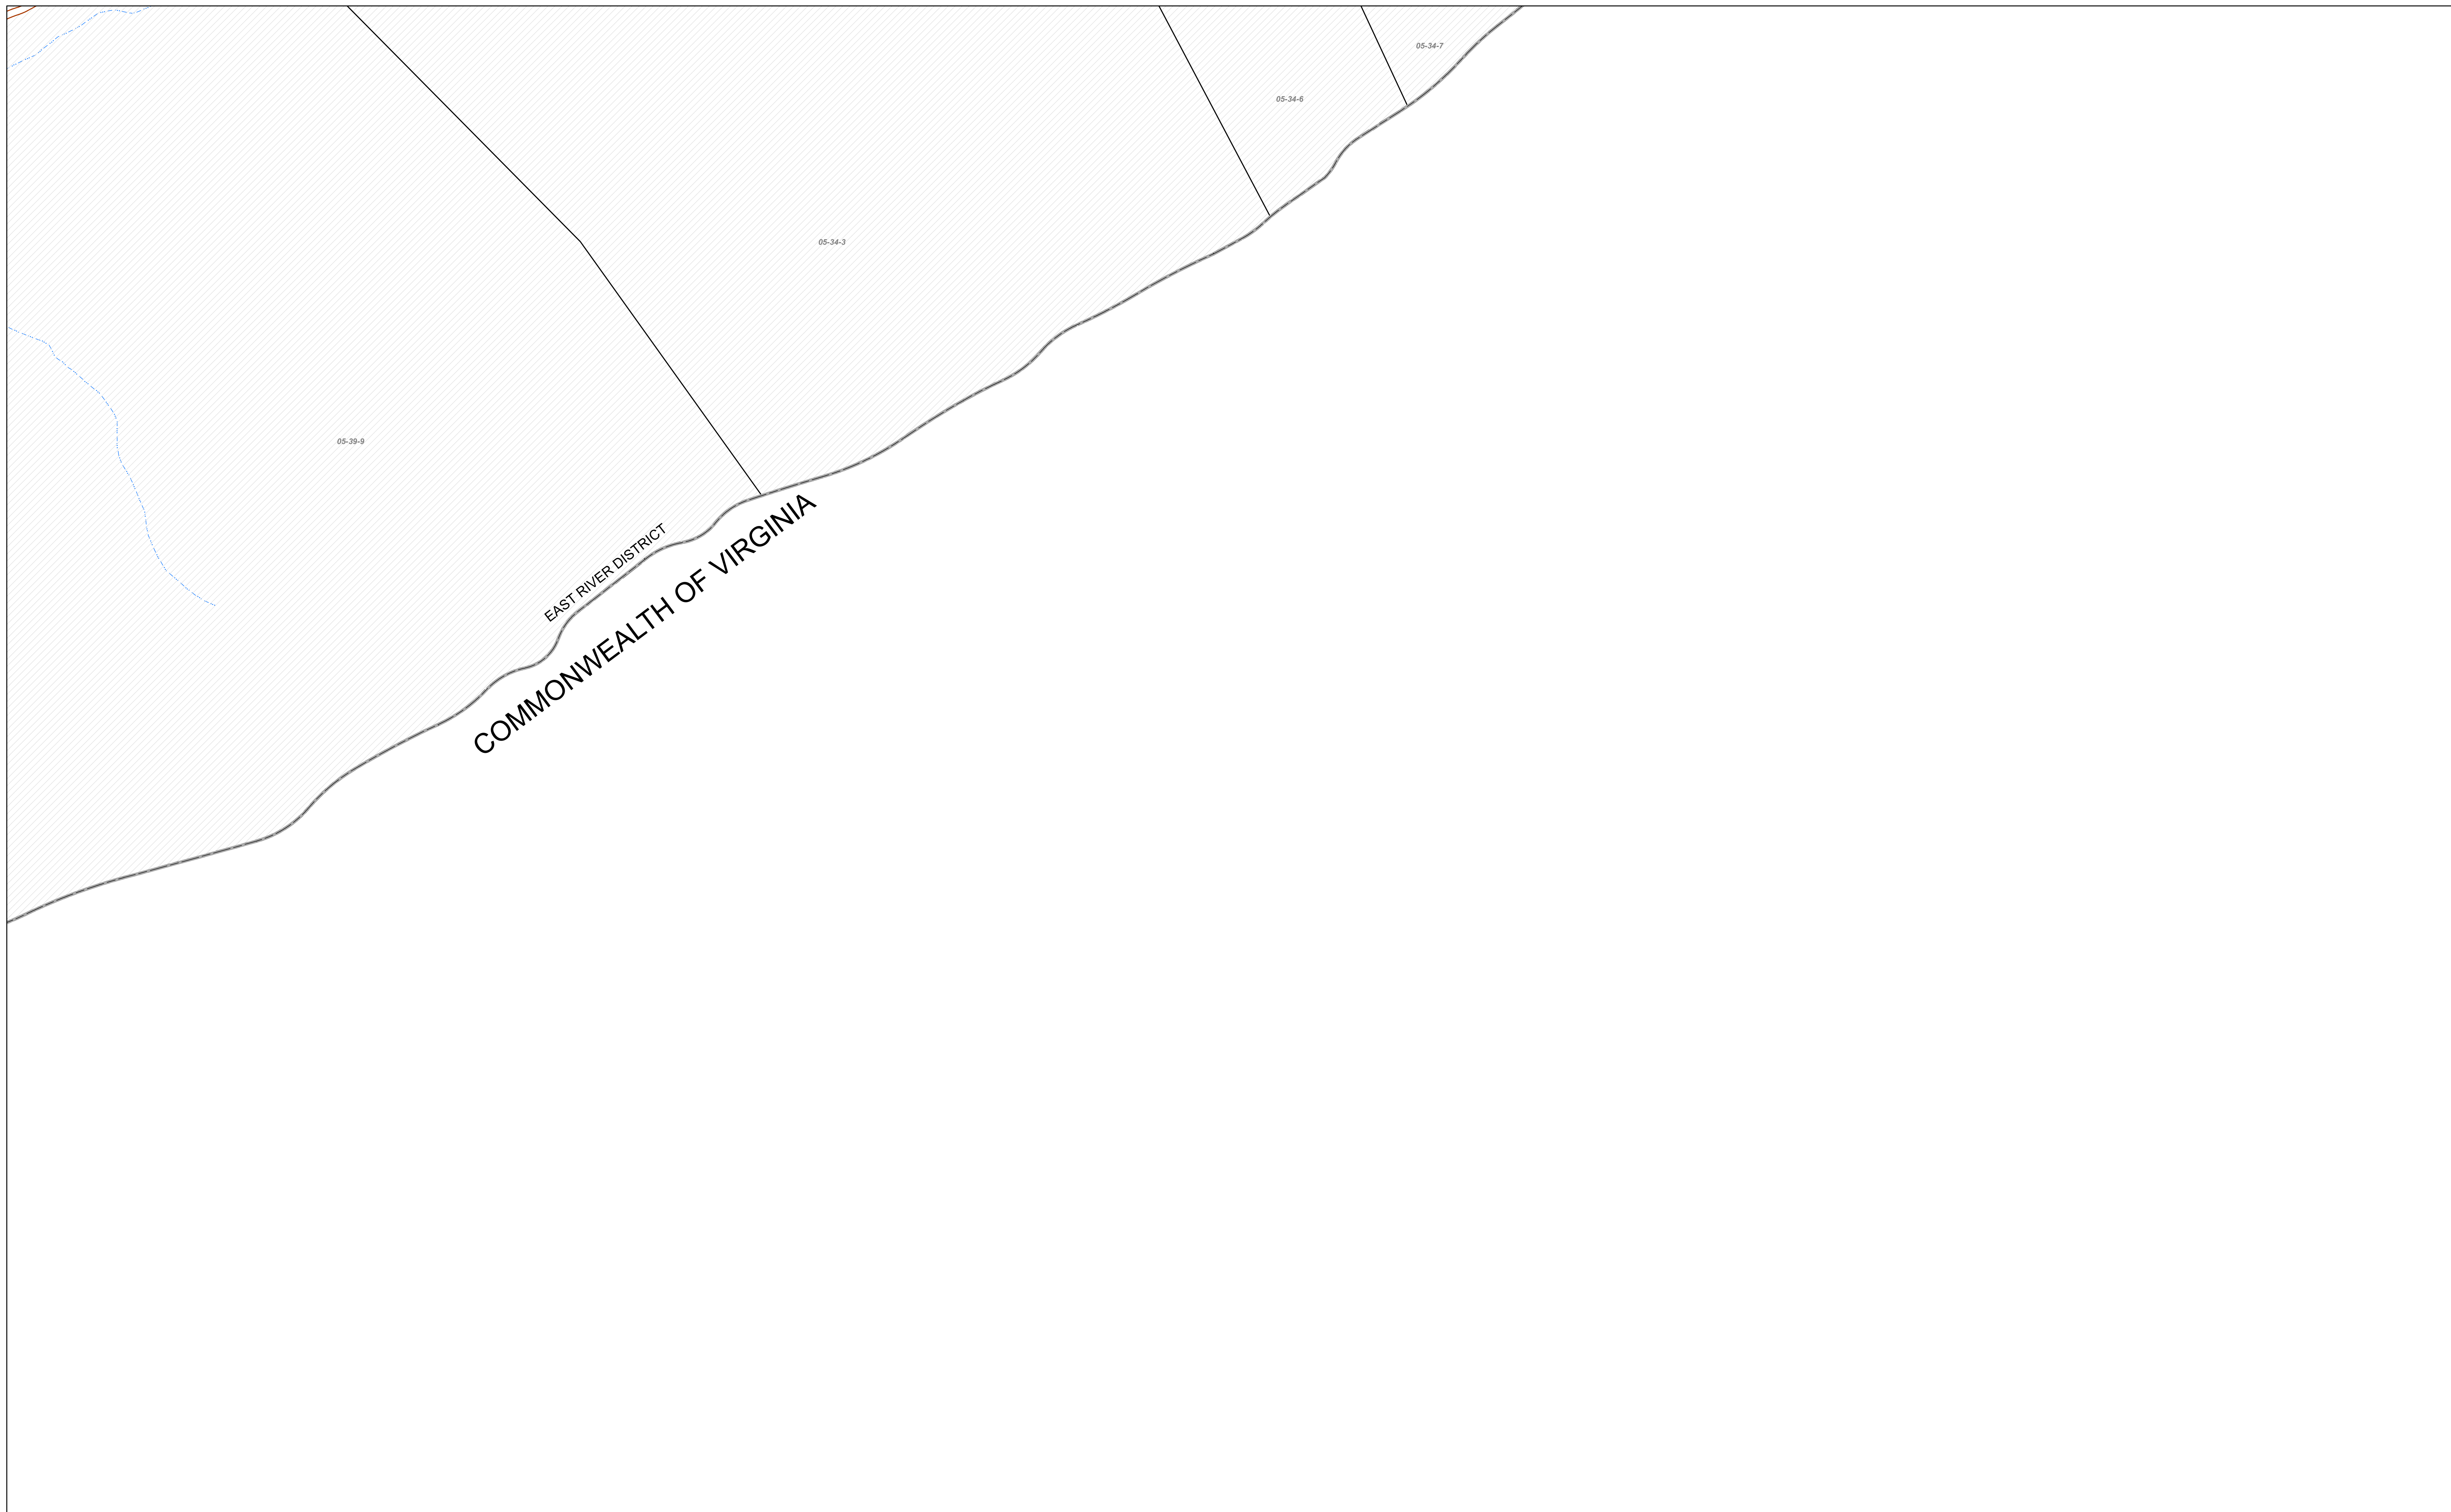 05-34-7
05-34-6
05-34-3
05-39-9
EAST RIVER DISTRICT
COMMONWEALTH OF VIRGINIA